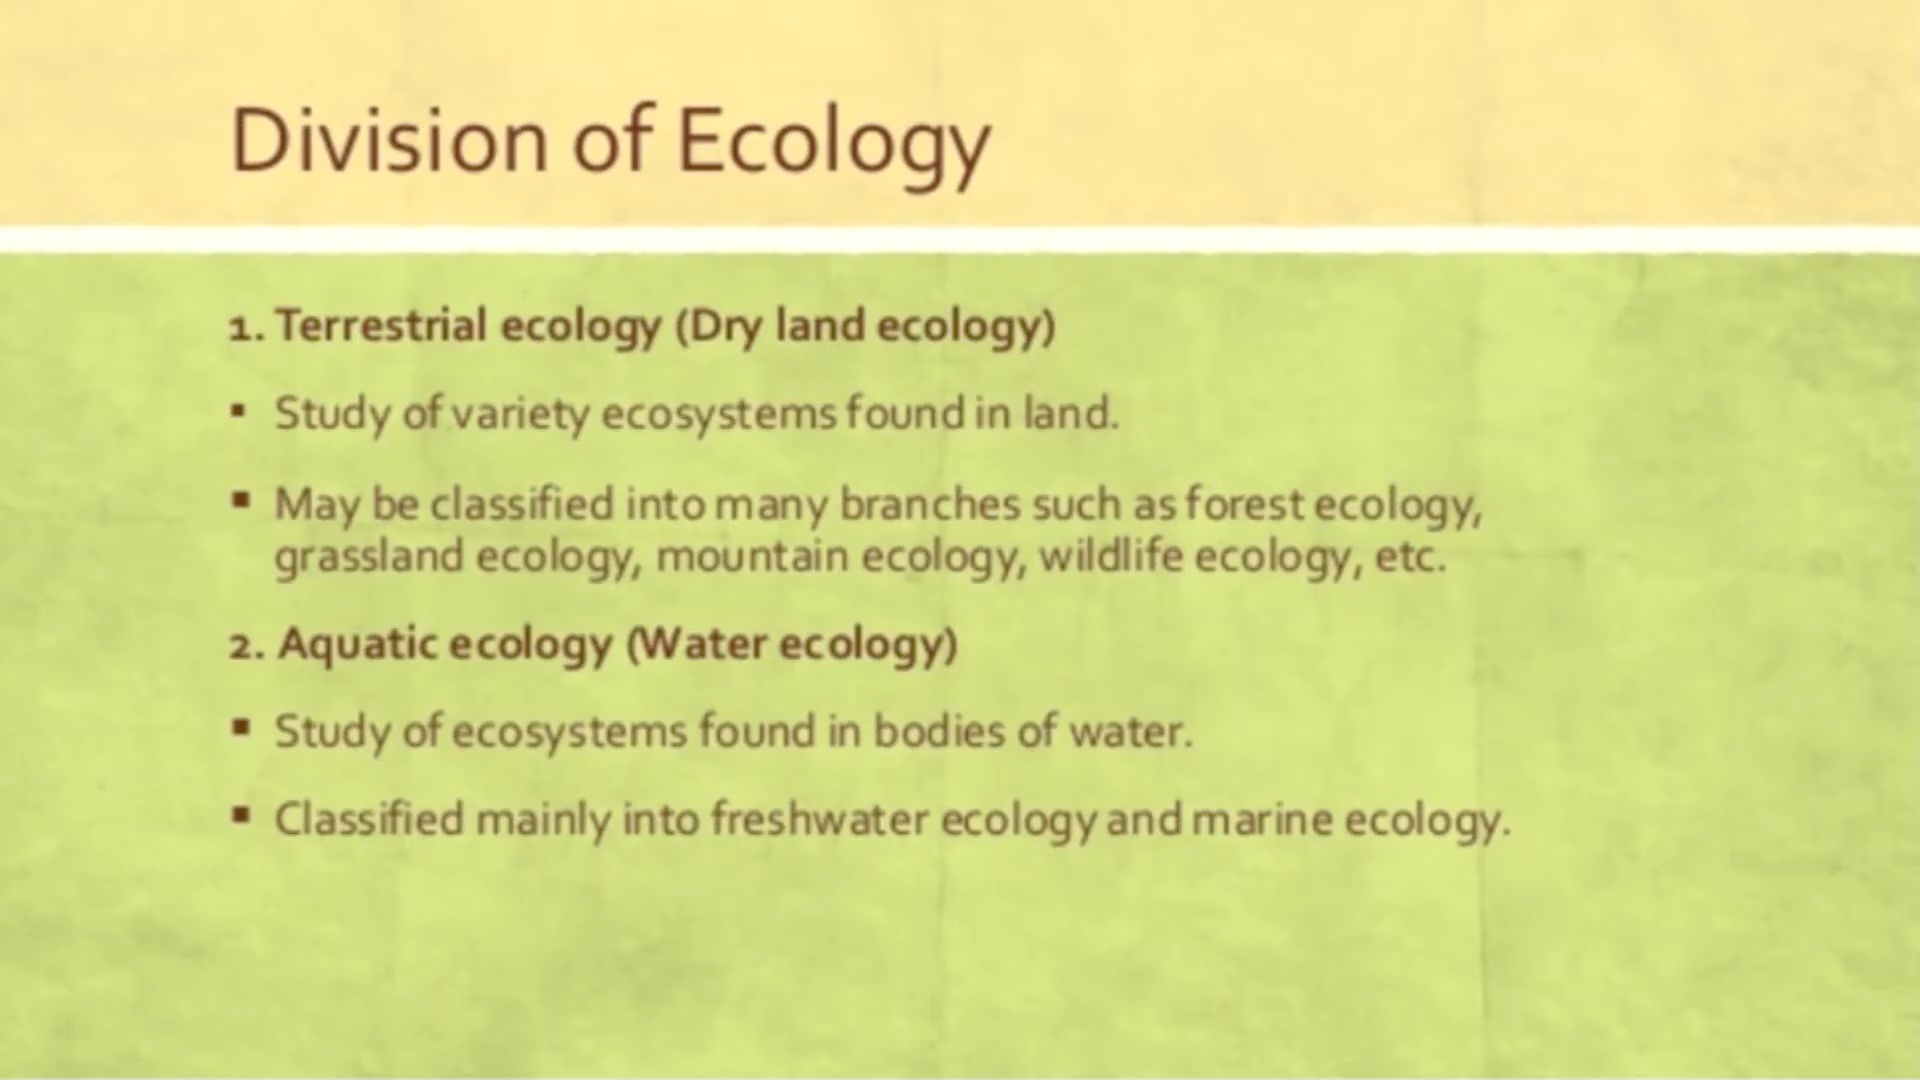 Division of Ecology
1. Terrestrial ecology (Dry land ecology)
▪ Study of variety ecosystems found in land.
▪ May be classified into many branches such as forest ecology,
grassland ecology, mountain ecology, wildlife ecology, etc.
2. Aquatic ecology (Water ecology)
▪ Study of ecosystems found in bodies of water.
▪ Classified mainly into freshwater ecology and marine ecology.